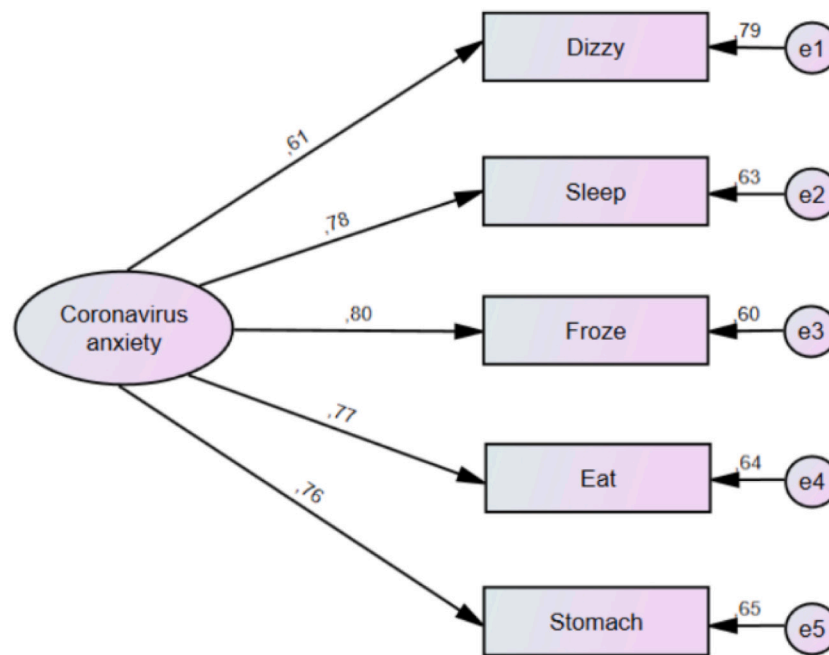 ,79
Dizzy
e1
,61
,63
Sleep
e2
,78
Coronavirus
anxiety
,80
Froze
,60
e3
,77
Eat
,64
e4
,76
Stomach
,65
e5